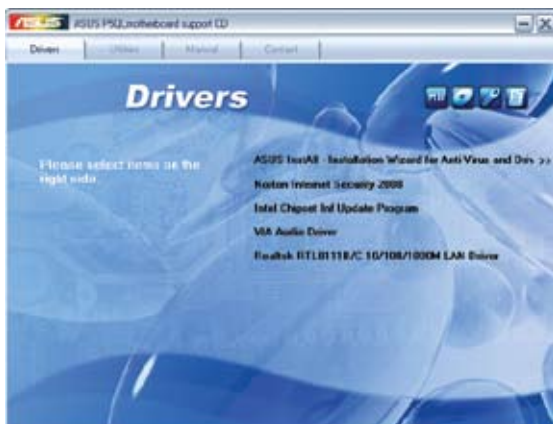 ASUS
ASUS P5QL motherboard support CD
Drivers
Utilities
Manual
Contact
Drivers
Please select items on the
right side.
ASUS InstAll - Installation Wizard for Anti-Virus and Driv >>
Norton Internet Security 2008
Intel Chipset Inf Update Program
VIA Audio Driver
Realtek RTL8111B/C 10/100/1000M LAN Driver